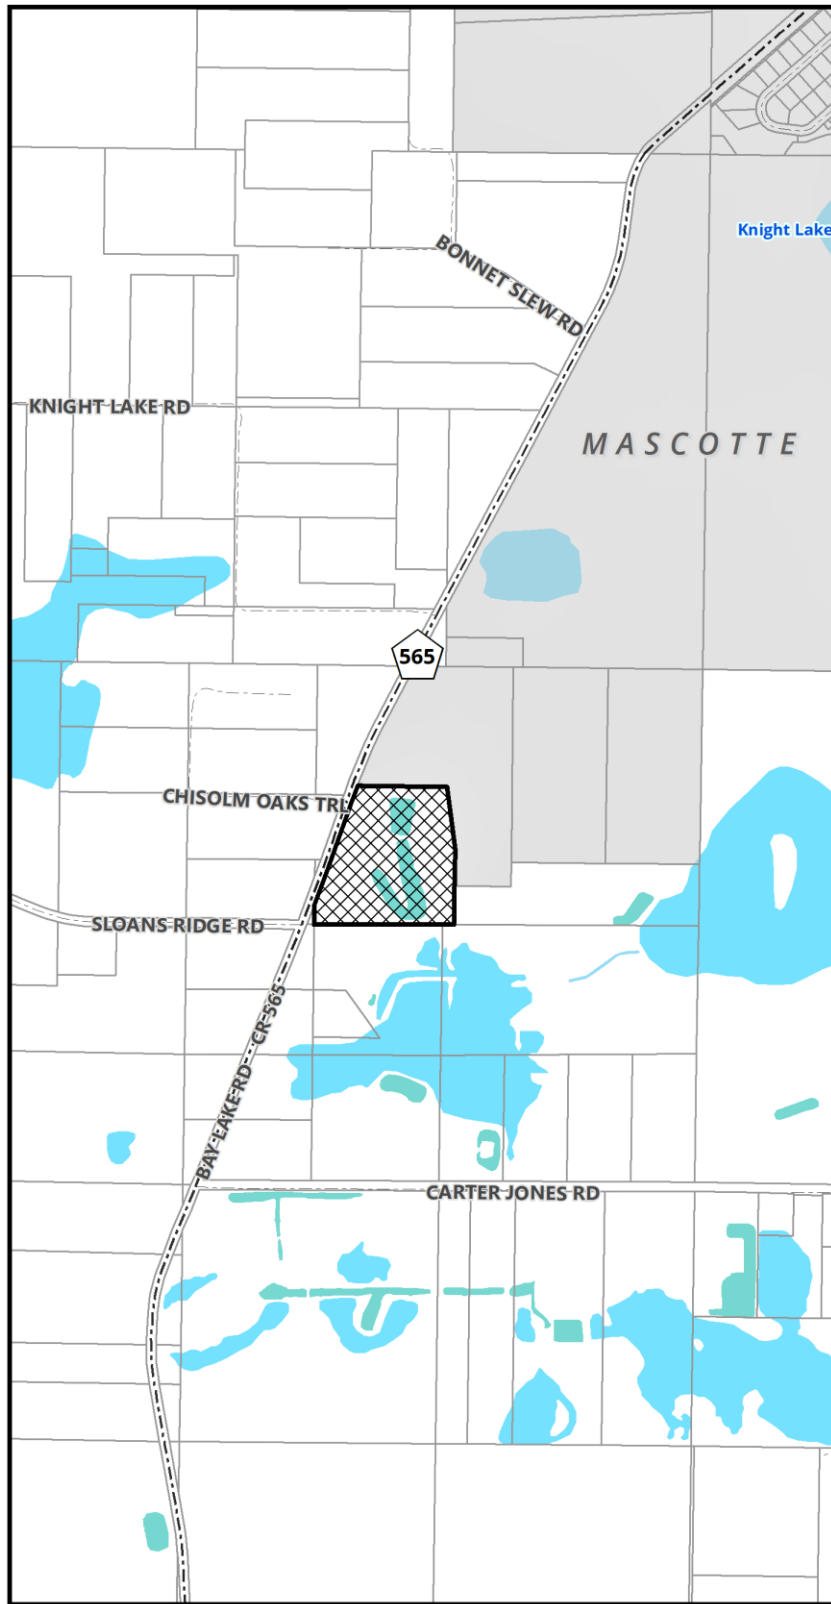 Knight Lake
BONNET SLEW RD
KNIGHT LAKE RD
MASCOTTE
565
CHISOLM OAKS TRL
SLOANS RIDGE RD
BAY LAKE RD
CR 565
CARTER JONES RD